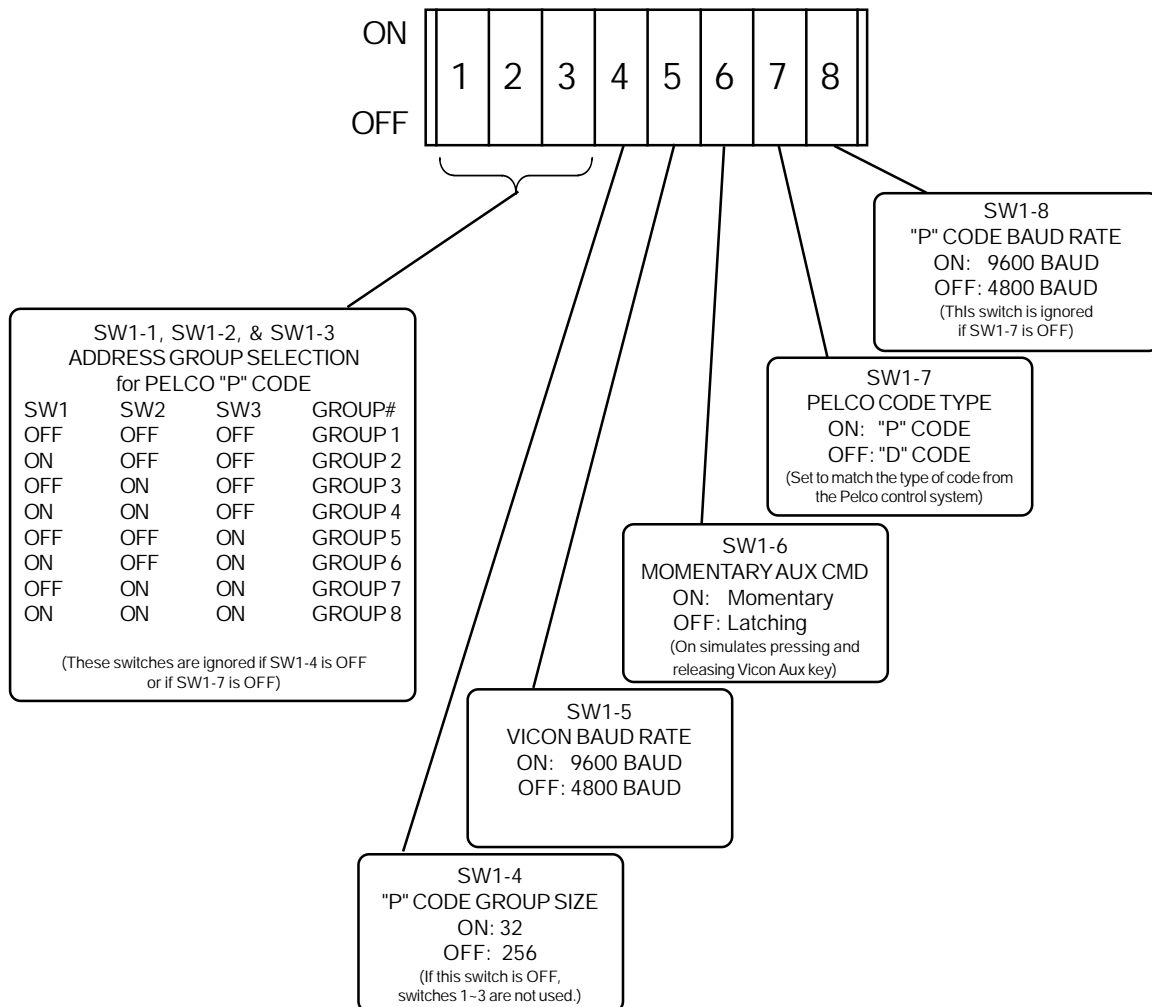 ON
OFF
1 2 3 4 5 6 7 8
SW1-8
"P" CODE BAUD RATE
ON: 9600 BAUD
OFF: 4800 BAUD
(ThIs switch is ignored
if SW1-7 is OFF)
SW1-1, SW1-2, & SW1-3
ADDRESS GROUP SELECTION
for PELCO "P" CODE
SW1 SW2 SW3 GROUP#
OFF OFF OFF GROUP 1
ON OFF OFF GROUP 2
OFF ON OFF GROUP 3
ON ON OFF GROUP 4
OFF OFF ON GROUP 5
ON OFF ON GROUP 6
OFF ON ON GROUP 7
ON ON ON GROUP 8
(These switches are ignored if SW1-4 is OFF
or if SW1-7 is OFF)
SW1-7
PELCO CODE TYPE
ON: "P" CODE
OFF: "D" CODE
(Set to match the type of code from
the Pelco control system)
SW1-6
MOMENTARY AUX CMD
ON: Momentary
OFF: Latching
(On simulates pressing and
releasing Vicon Aux key)
SW1-5
VICON BAUD RATE
ON: 9600 BAUD
OFF: 4800 BAUD
SW1-4
"P" CODE GROUP SIZE
ON: 32
OFF: 256
(If this switch is OFF,
switches 1~3 are not used.)